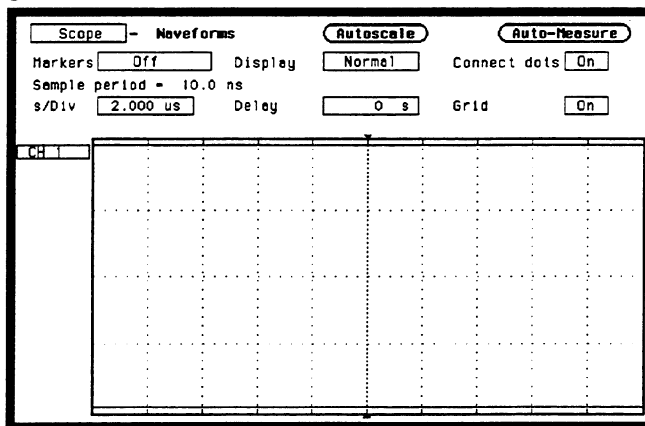 Scope - Waveforms Autoscale Auto-Measure
Markers Off Display Normal Connect dots On
Sample period = 10.0 ns
s/Div 2.000 us Delay 0 s Grid On
CH 1